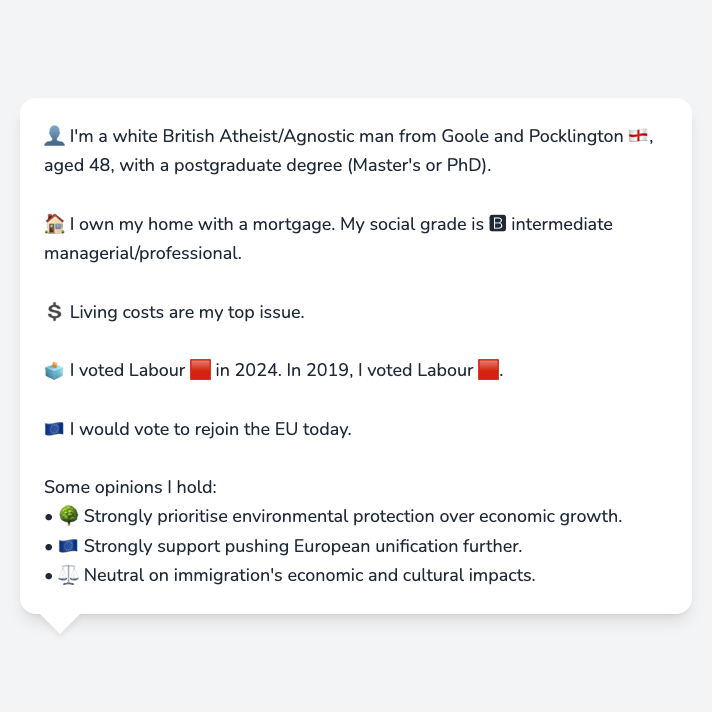 👤 I'm a white British Atheist/Agnostic man from Goole and Pocklington 🏴󠁧󠁢󠁥󠁮󠁧󠁿,
aged 48, with a postgraduate degree (Master's or PhD).
🏠 I own my home with a mortgage. My social grade is 🅱 intermediate
managerial/professional.
💲 Living costs are my top issue.
🗳️ I voted Labour 🟥 in 2024. In 2019, I voted Labour 🟥.
🇪🇺 I would vote to rejoin the EU today.
Some opinions I hold:
• 🌳 Strongly prioritise environmental protection over economic growth.
• 🇪🇺 Strongly support pushing European unification further.
• ⚖️ Neutral on immigration's economic and cultural impacts.